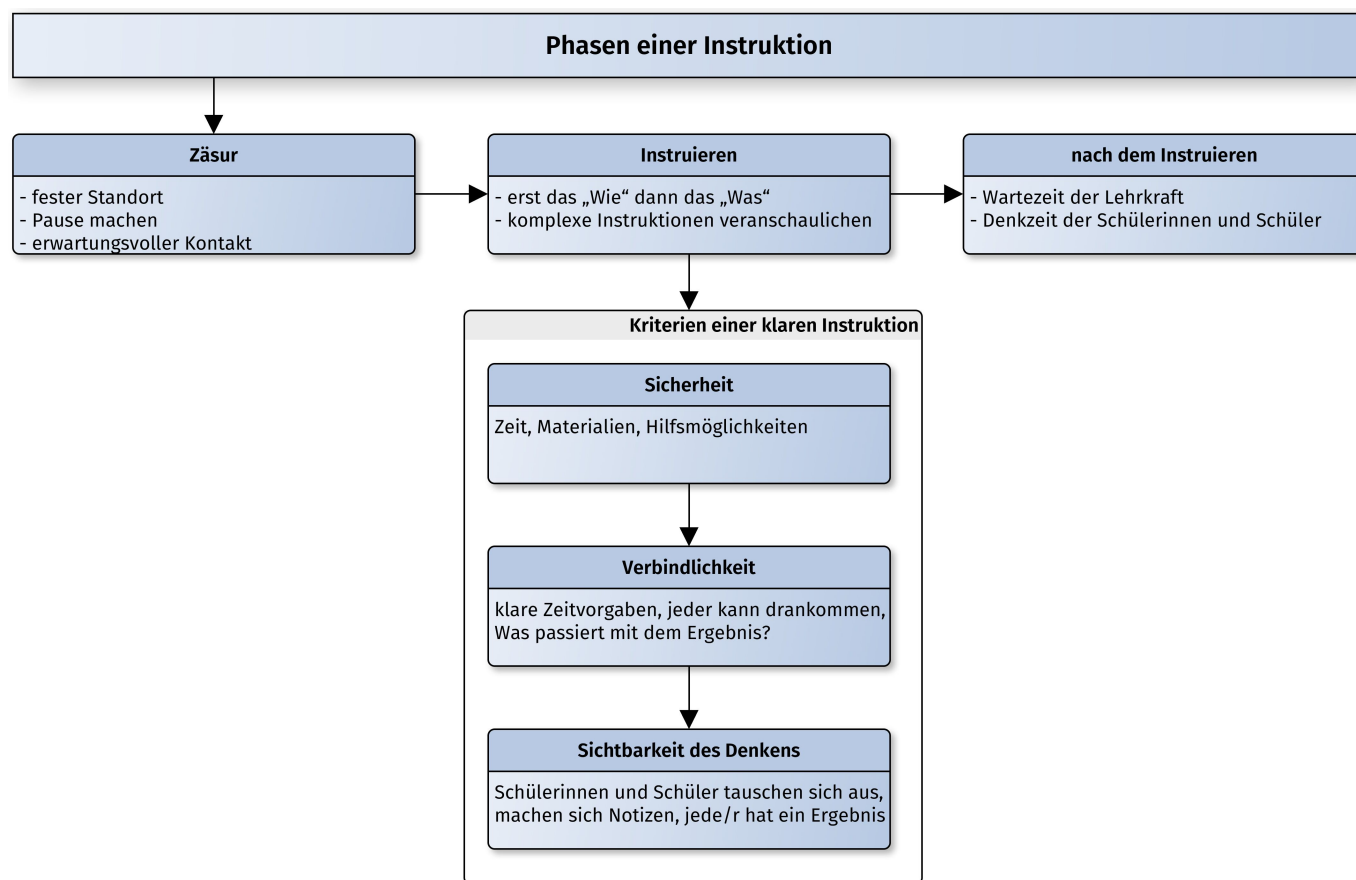 Phasen einer Instruktion
Zäsur
- fester Standort
- Pause machen
- erwartungsvoller Kontakt
Instruieren
- erst das „Wie“ dann das „Was“
- komplexe Instruktionen veranschaulichen
nach dem Instruieren
- Wartezeit der Lehrkraft
- Denkzeit der Schülerinnen und Schüler
Kriterien einer klaren Instruktion
Sicherheit
Zeit, Materialien, Hilfsmöglichkeiten
Verbindlichkeit
klare Zeitvorgaben, jeder kann drankommen,
Was passiert mit dem Ergebnis?
Sichtbarkeit des Denkens
Schülerinnen und Schüler tauschen sich aus,
machen sich Notizen, jede/r hat ein Ergebnis